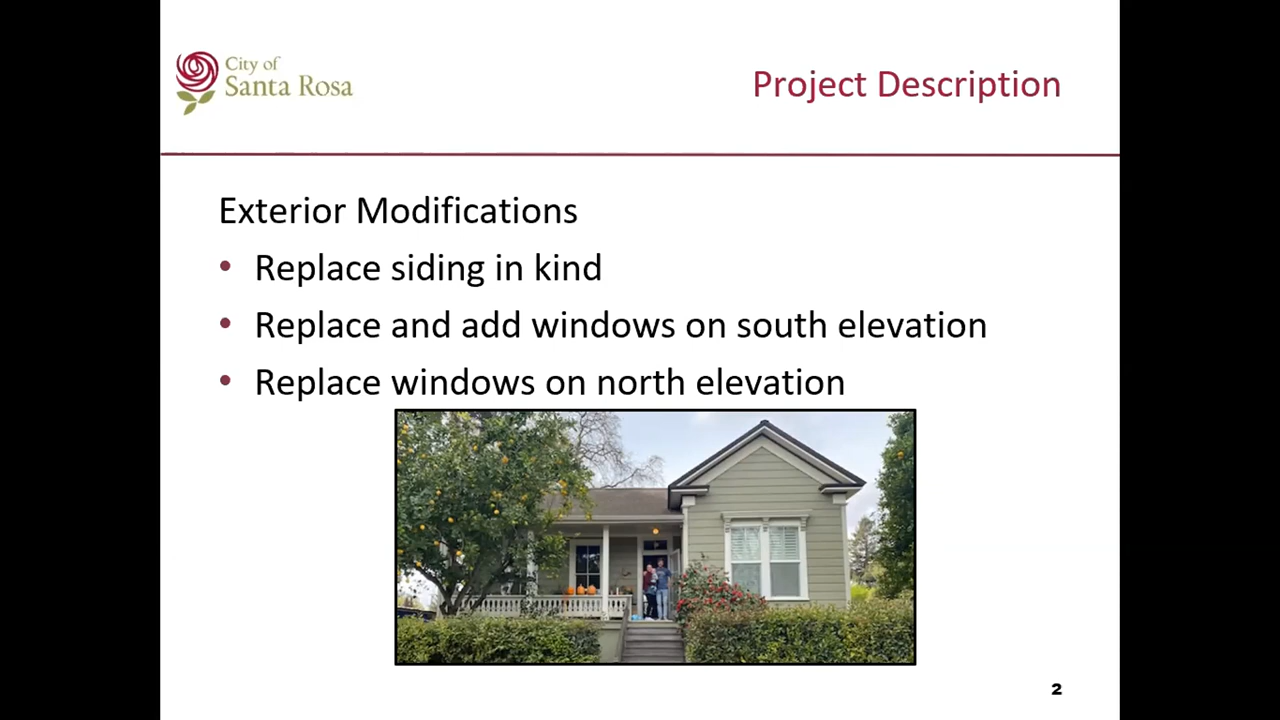 City of
Santa Rosa
Project Description
Exterior Modifications
• Replace siding in kind
• Replace and add windows on south elevation
• Replace windows on north elevation
2